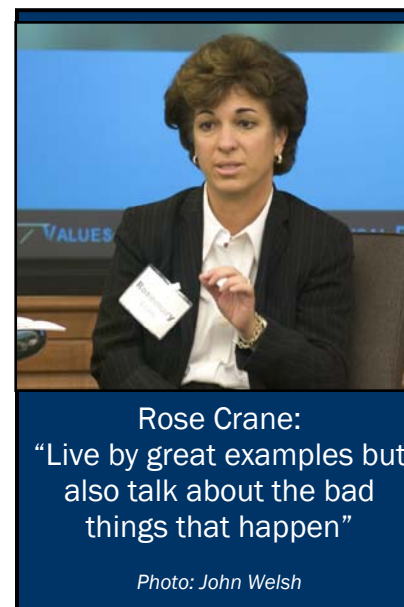 VALUES
Rosemary
Rose Crane:
“Live by great examples but
also talk about the bad
things that happen”
Photo: John Welsh